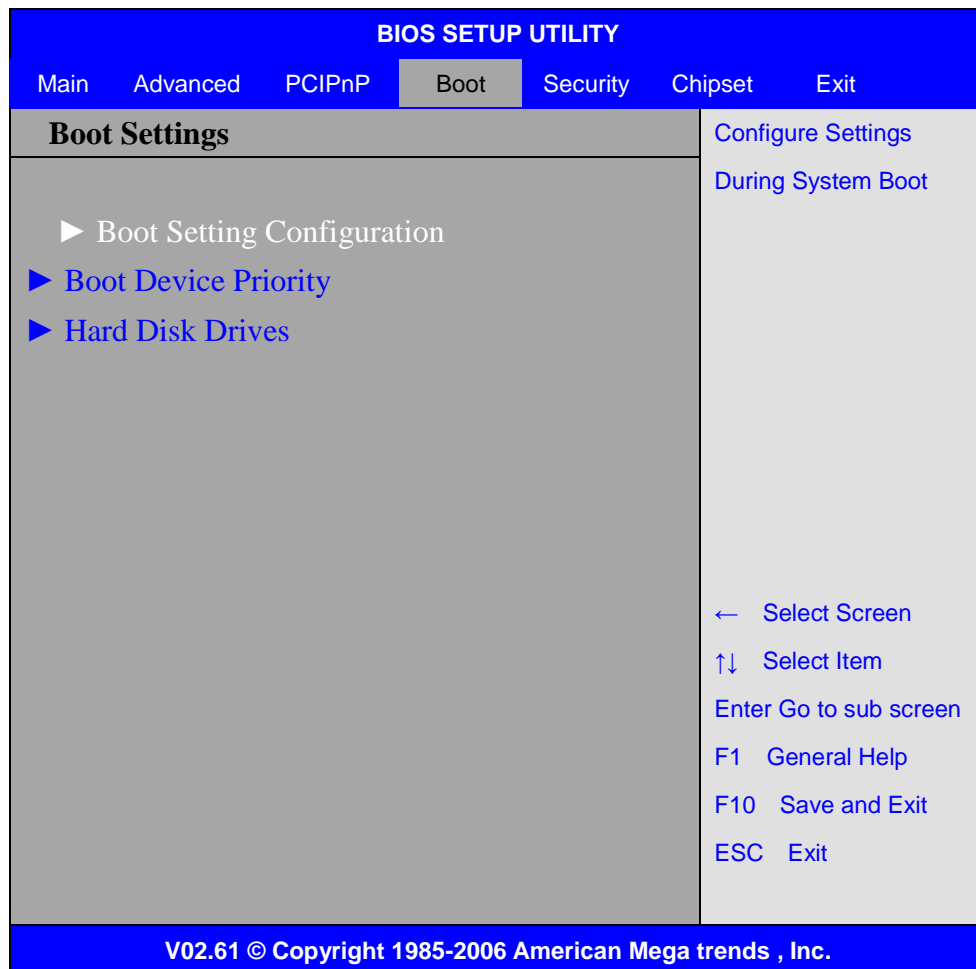 BIOS SETUP UTILITY
Main Advanced PCIPnP Boot Security Chipset Exit
Boot Settings
► Boot Setting Configuration
► Boot Device Priority
► Hard Disk Drives
Configure Settings
During System Boot
← Select Screen
↑↓ Select Item
Enter Go to sub screen
F1 General Help
F10 Save and Exit
ESC Exit
V02.61 © Copyright 1985-2006 American Mega trends , Inc.